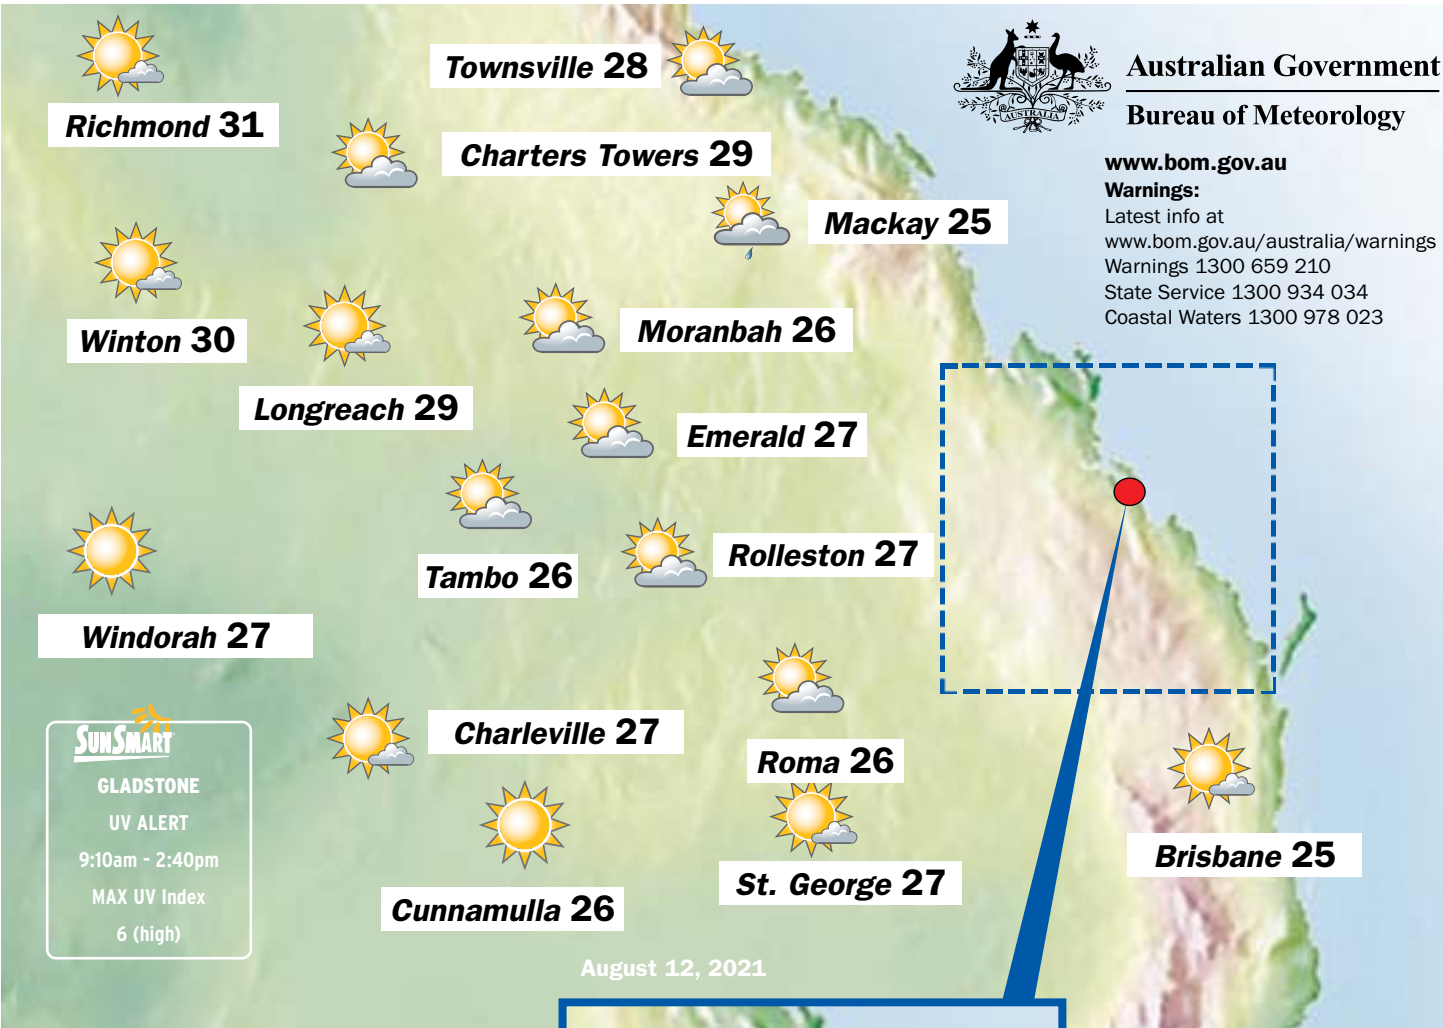 Richmond 31
Townsville 28
Charters Towers 29
Mackay 25
Winton 30
Longreach 29
Moranbah 26
Emerald 27
Tambo 26
Rolleston 27
Windorah 27
Charleville 27
Roma 26
Cunnamulla 26
St. George 27
Brisbane 25
AUSTRALIA
Australian Government
Bureau of Meteorology
www.bom.gov.au
Warnings:
Latest info at
www.bom.gov.au/australia/warnings
Warnings 1300 659 210
State Service 1300 934 034
Coastal Waters 1300 978 023
SUNSMART
GLADSTONE
UV ALERT
9:10am - 2:40pm
MAX UV Index
6 (high)
August 12, 2021